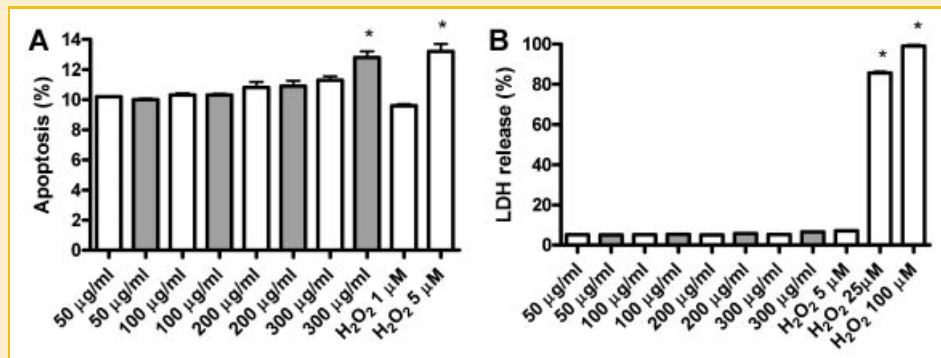 A
Apoptosis (%)
14
12
10
8
6
4
2
0
*
*
50 µg/ml
50 µg/ml
100 µg/ml
100 µg/ml
200 µg/ml
200 µg/ml
300 µg/ml
300 µg/ml
H₂O₂ 1 µM
H₂O₂ 5 µM
B
LDH release (%)
100
80
60
40
20
0
*
*
50 µg/ml
50 µg/ml
100 µg/ml
100 µg/ml
200 µg/ml
200 µg/ml
300 µg/ml
300 µg/ml
H₂O₂ 5 µM
H₂O₂ 25µM
H₂O₂ 100 µM